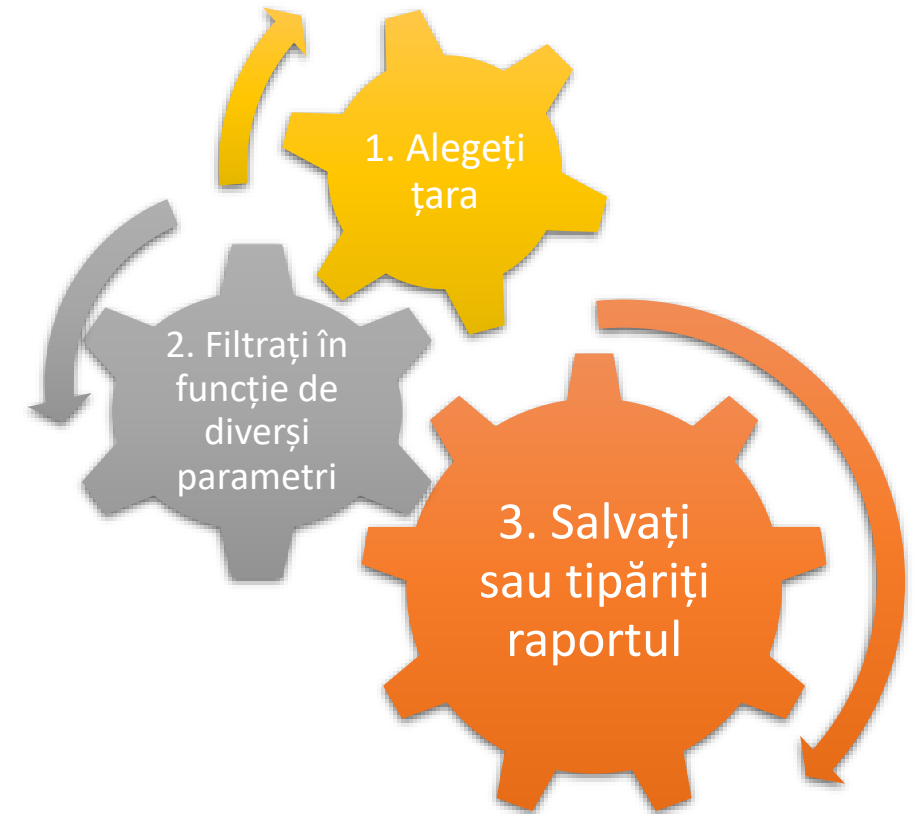 1. Alegeți
țara
2. Filtrați în
funcție de
diverși
parametri
3. Salvați
sau tipăriți
raportul